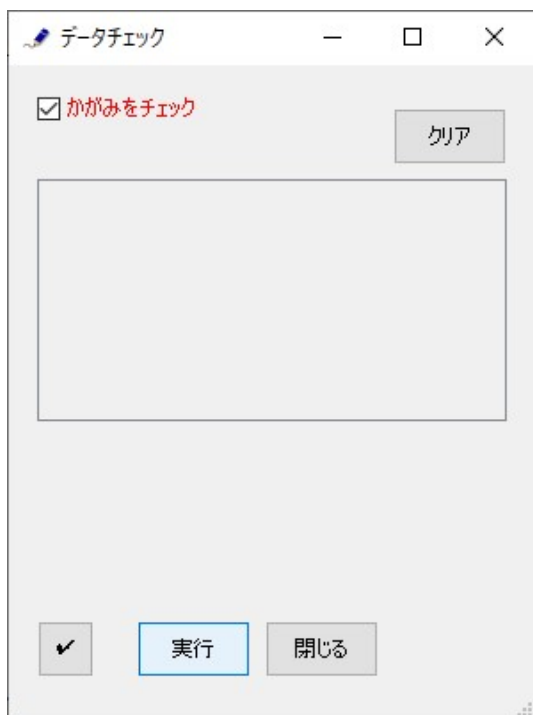 データチェック
かがみをチェック
クリア
✔
実行
閉じる